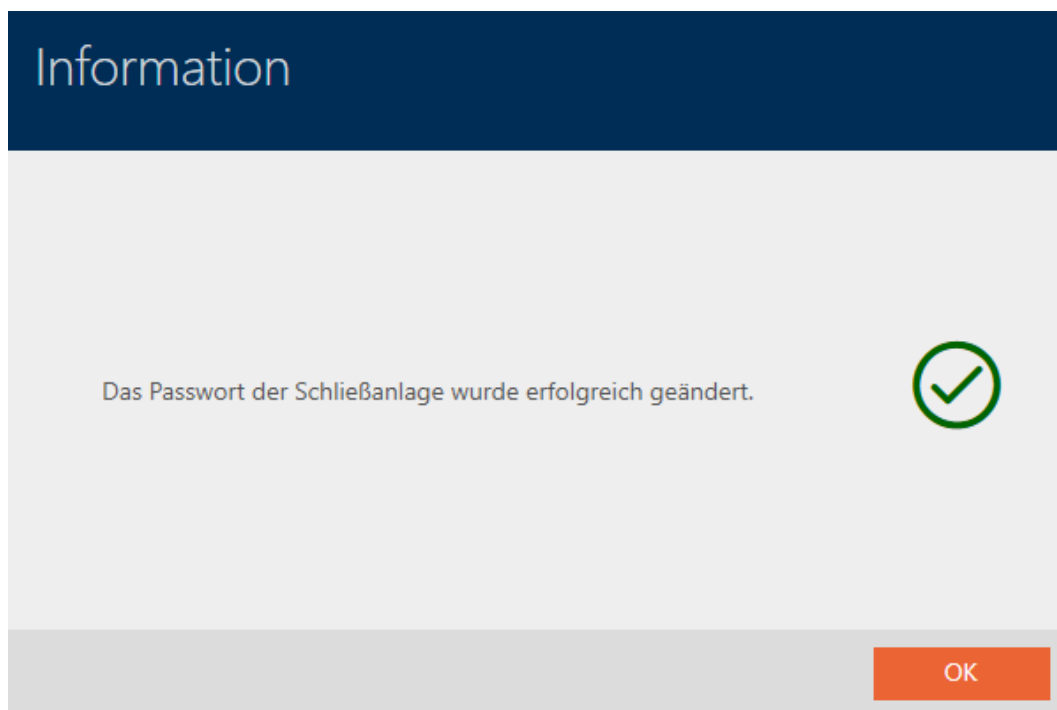 Information
Das Passwort der Schließanlage wurde erfolgreich geändert.
OK